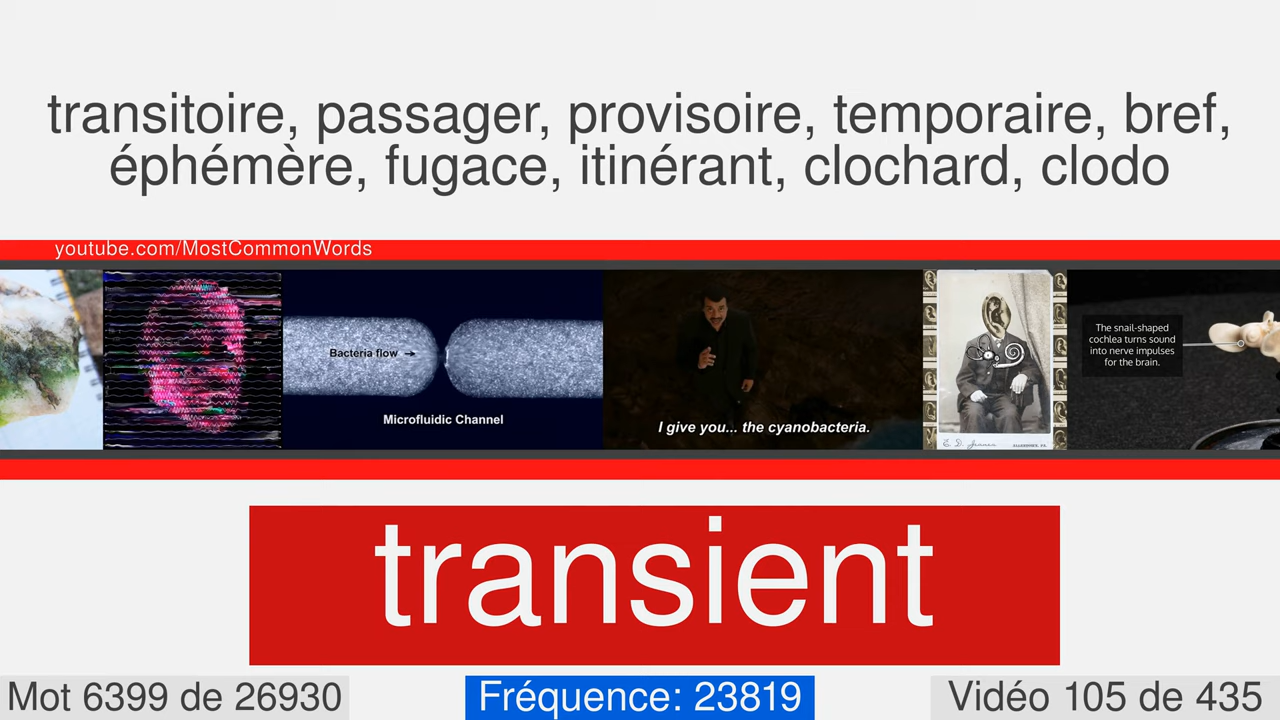 transitoire, passager, provisoire, temporaire, bref,
éphémère, fugace, itinérant, clochard, clodo
youtube.com/MostCommonWords
Bacteria flow →
Microfluidic Channel
I give you... the cyanobacteria.
The snail-shaped
cochlea turns sound
into nerve impulses
for the brain.
transient
Mot 6399 de 26930
Fréquence: 23819
Vidéo 105 de 435